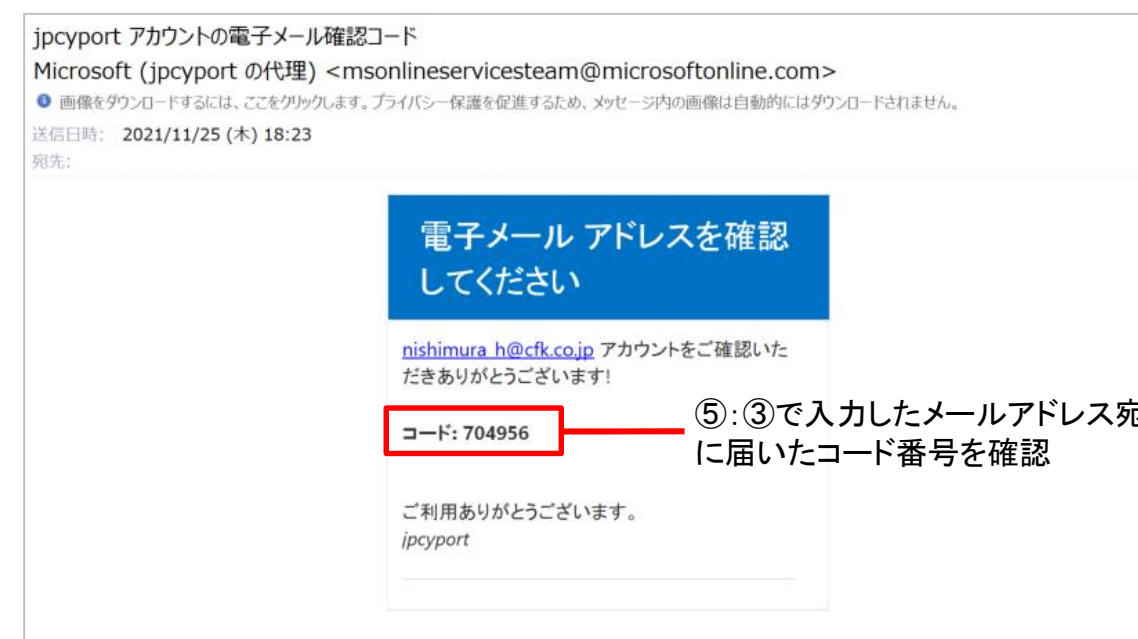 jpcyport アカウントの電子メール確認コード
Microsoft (jpcyport の代理) <msonlineservicesteam@microsoftonline.com>
画像をダウンロードするには、ここをクリックします。プライバシー保護を促進するため、メッセージ内の画像は自動的にはダウンロードされません。
送信日時: 2021/11/25 (木) 18:23
宛先:
電子メール アドレスを確認
してください
nishimura_h@cfk.co.jp アカウントをご確認いた
だきありがとうございます!
コード: 704956
⑤:③で入力したメールアドレス宛
に届いたコード番号を確認
ご利用ありがとうございます。
jpcyport